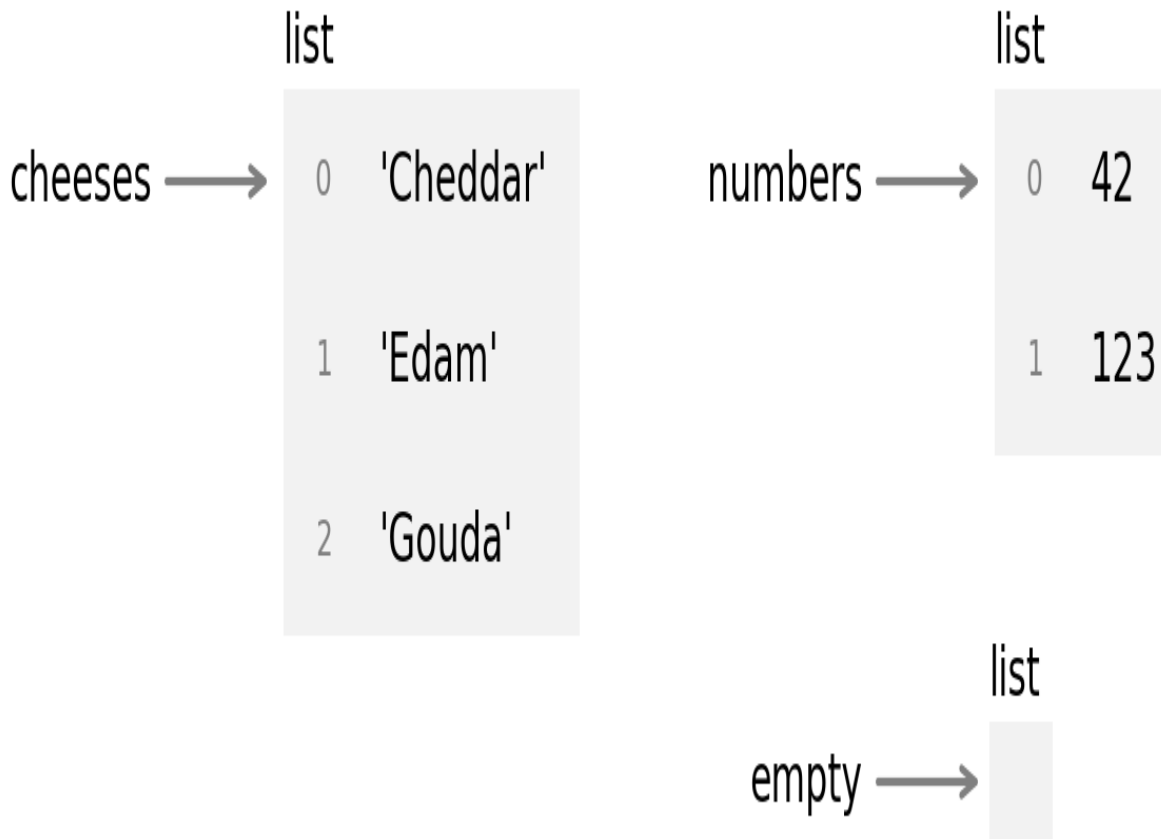 list
cheeses 0 'Cheddar'
1 'Edam'
2 'Gouda'
list
numbers 0 42
1 123
list
empty